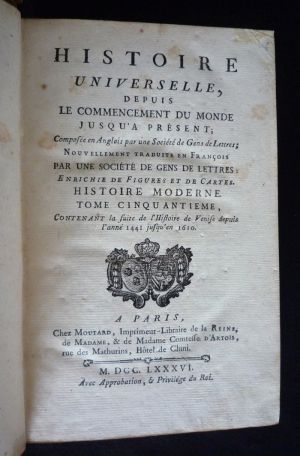 HISTOIRE
UNIVERSELLE,
DEPUIS
LE COMMENCEMENT DU MONDE
JUSQU'A PRÉSENT;
Composée en Anglois par une Société de Gens de Lettres;
NOUVELLEMENT TRADUITE EN FRANÇOIS
PAR UNE SOCIÉTÉ DE GENS DE LETTRES:
ENRICHIE DE FIGURES ET DE CARTES.
HISTOIRE MODERNE.
TOME CINQUANTIEME,
CONTENANT la suite de l'Histoire de Venise depuis
l'anné 1441 jusqu'en 1610.
A PARIS,
Chez MOUTARD, Imprimeur-Libraire de la REINE,
de MADAME, & de Madame Comtesse D'ARTOIS,
rue des Mathurins, Hôtel de Cluni.
M. DCC. LXXXVI.
Avec Approbation, & Privilége du Roi.